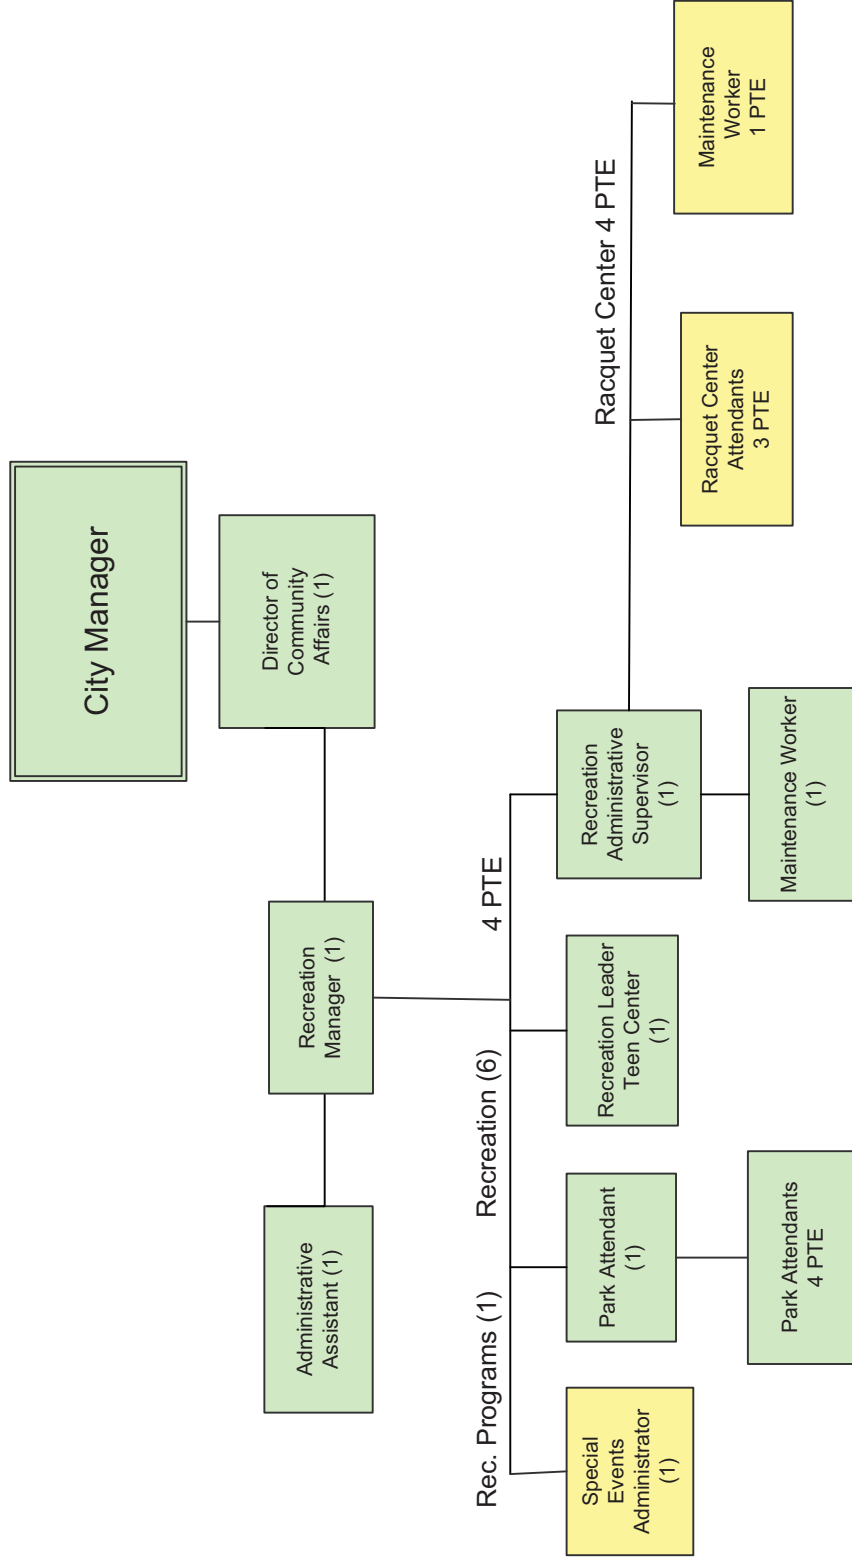 City Manager
Director of
Community
Affairs (1)
Recreation
Manager (1)
Administrative
Assistant (1)
Rec. Programs (1)
Recreation (6)
4 PTE
Racquet Center 4 PTE
Special
Events
Administrator
(1)
Park Attendant
(1)
Recreation Leader
Teen Center
(1)
Recreation
Administrative
Supervisor
(1)
Racquet Center
Attendants
3 PTE
Maintenance
Worker
1 PTE
Park Attendants
4 PTE
Maintenance Worker
(1)